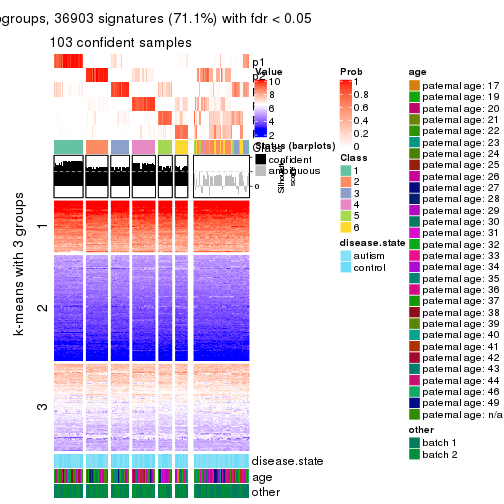 ogroups, 36903 signatures (71.1%) with fdr < 0.05
103 confident samples
p1
p2
Value
10
8
6
4
2
Class
Status (barplots)
confident
ambiguous
Silhouette
score
0
k-means with 3 groups
1
2
3
disease.state
age
other
Prob
1
0.8
0.6
0.4
0.2
0
Class
1
2
3
4
5
6
disease.state
autism
control
age
paternal age: 17
paternal age: 19
paternal age: 20
paternal age: 21
paternal age: 22
paternal age: 23
paternal age: 24
paternal age: 25
paternal age: 26
paternal age: 27
paternal age: 28
paternal age: 29
paternal age: 30
paternal age: 31
paternal age: 32
paternal age: 33
paternal age: 34
paternal age: 35
paternal age: 36
paternal age: 37
paternal age: 38
paternal age: 39
paternal age: 40
paternal age: 41
paternal age: 42
paternal age: 43
paternal age: 44
paternal age: 46
paternal age: 49
paternal age: n/a
other
batch 1
batch 2